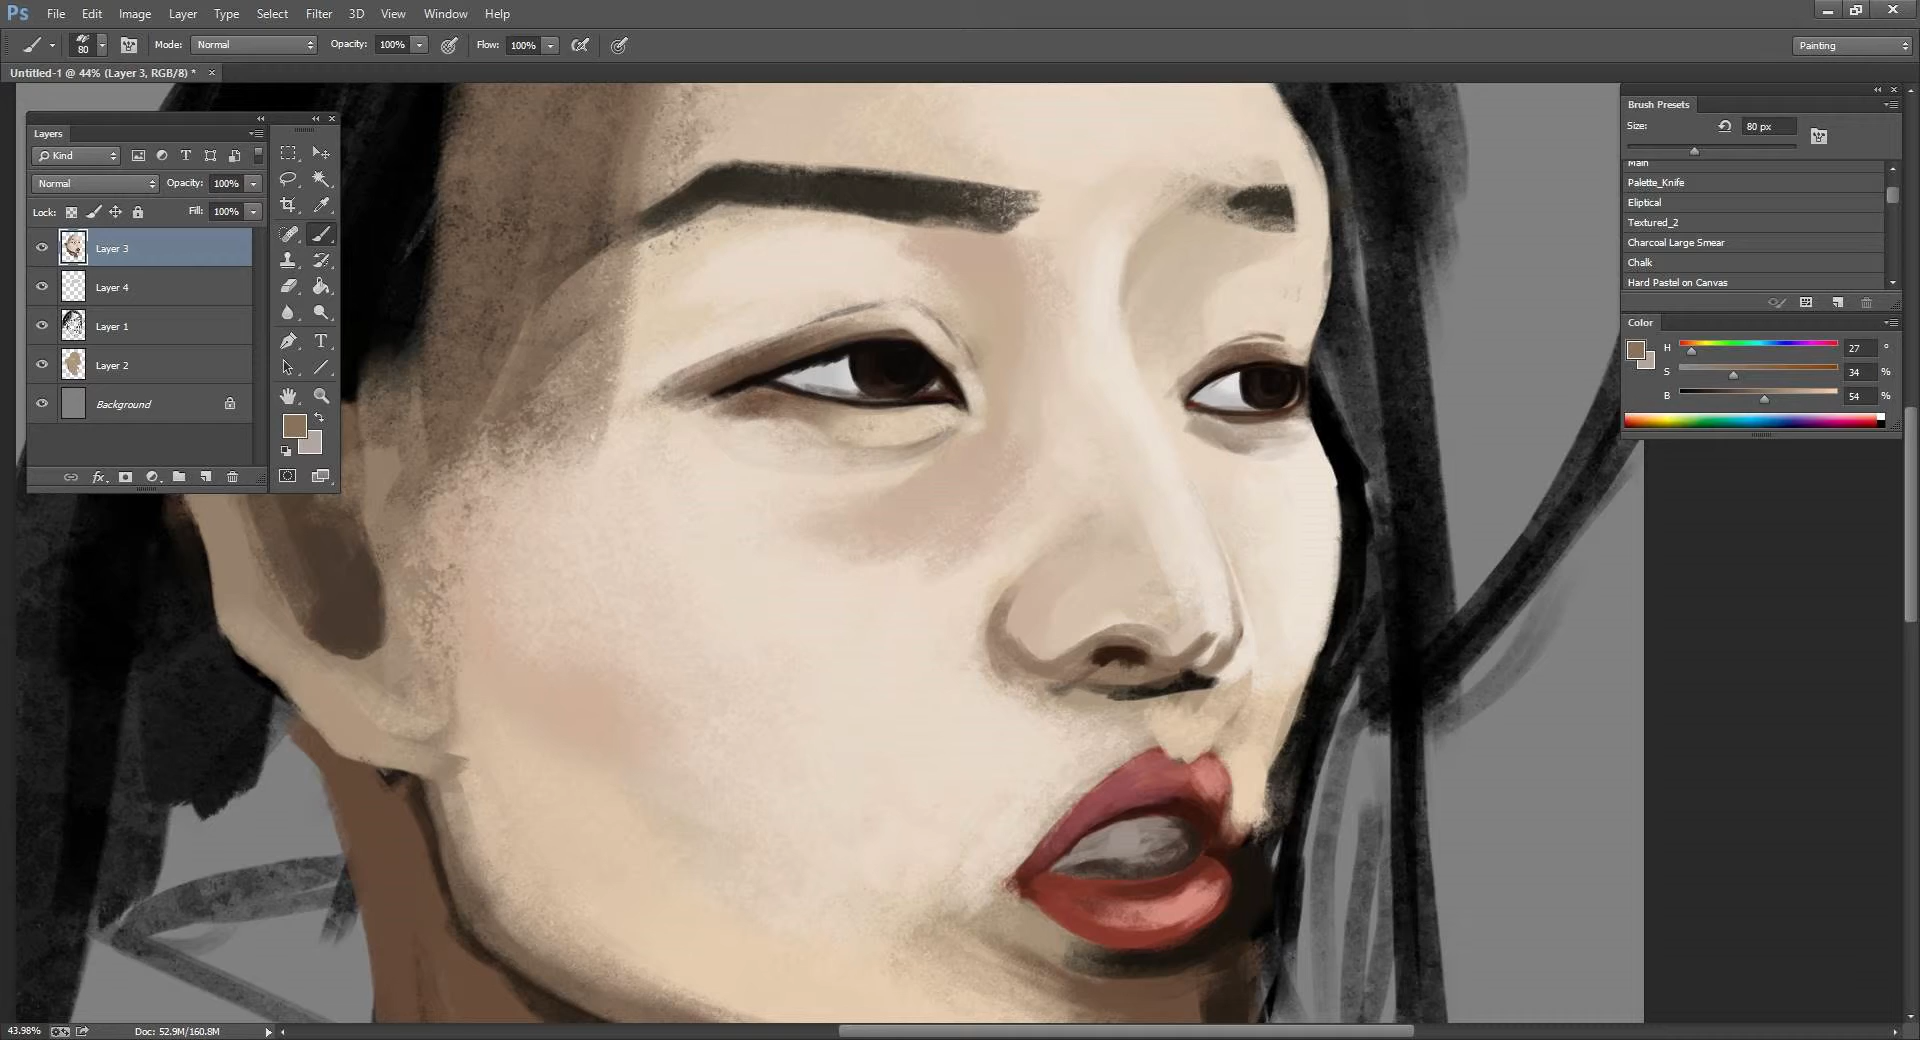 Ps File Edit Image Layer Type Select Filter 3D View Window Help
80 Mode: Normal Opacity: 100% Flow: 100% Painting
Untitled-1 @ 44% (Layer 3, RGB/8) * ×
Layers
Kind
Normal Opacity: 100%
Lock: Fill: 100%
Layer 3
Layer 4
Layer 1
Layer 2
Background
fx
Brush Presets
Size: 80 px
Main
Palette_Knife
Eliptical
Textured_2
Charcoal Large Smear
Chalk
Hard Pastel on Canvas
Color
H 27 °
S 34 %
B 54 %
43.98% Doc: 52.9M/160.8M